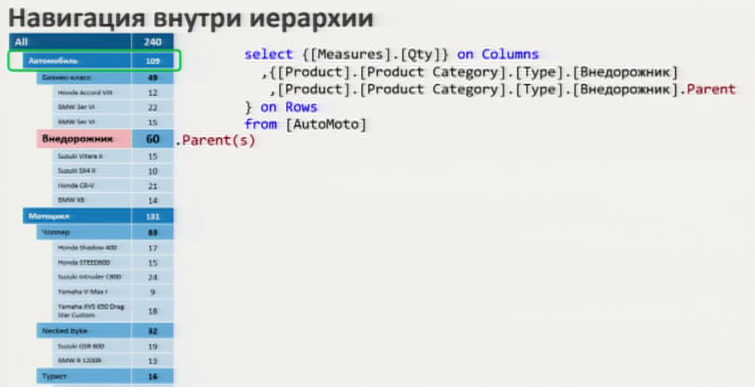 Навигация внутри иерархии
All 240
Автомобиль 109
Бизнес-класс 49
Honda Accord VIII 12
BMW 3er VI 22
BMW 5er VI 15
Внедорожник 60
Suzuki Vitara II 15
Suzuki SX4 II 10
Honda CR-V 21
BMW X6 14
Мотоцикл 131
Чоппер 83
Honda Shadow 400 17
Honda STEED600 15
Suzuki Intruder C800 24
Yamaha V-Max I 9
Yamaha XVS 650 Drag
Star Custom 18
Necked byke 32
Suzuki GSR 600 19
BMW R 1200R 13
Турист 16
select {[Measures].[Qty]} on Columns
,{[Product].[Product Category].[Type].[Внедорожник]
,[Product].[Product Category].[Type].[Внедорожник].Parent
} on Rows
from [AutoMoto]
.Parent(s)